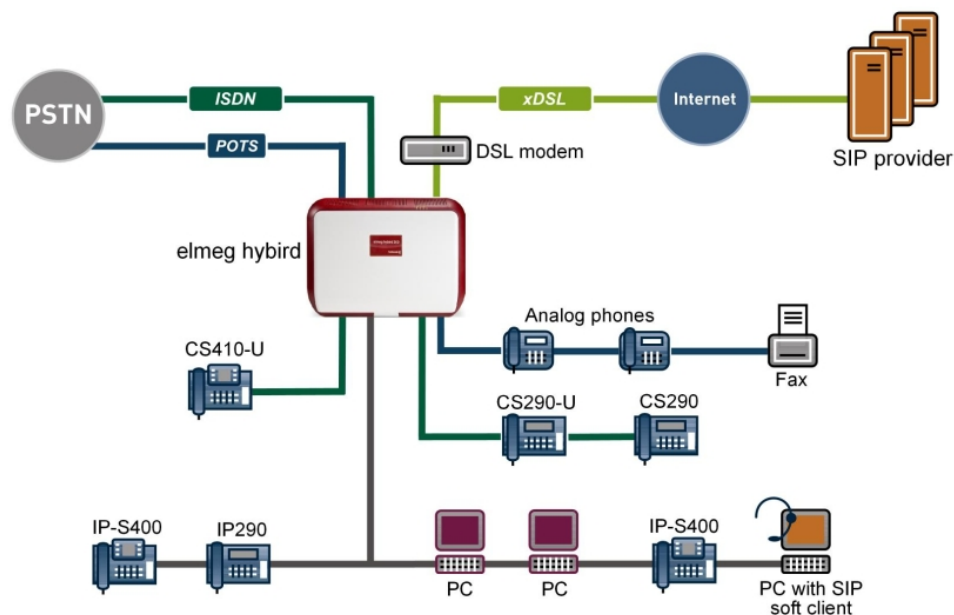 ISDN
PSTN
POTS
xDSL
Internet
DSL modem
SIP provider
elmeg hybird
Analog phones
CS410-U
Fax
CS290-U
CS290
IP-S400
IP290
IP-S400
PC
PC
PC with SIP
soft client